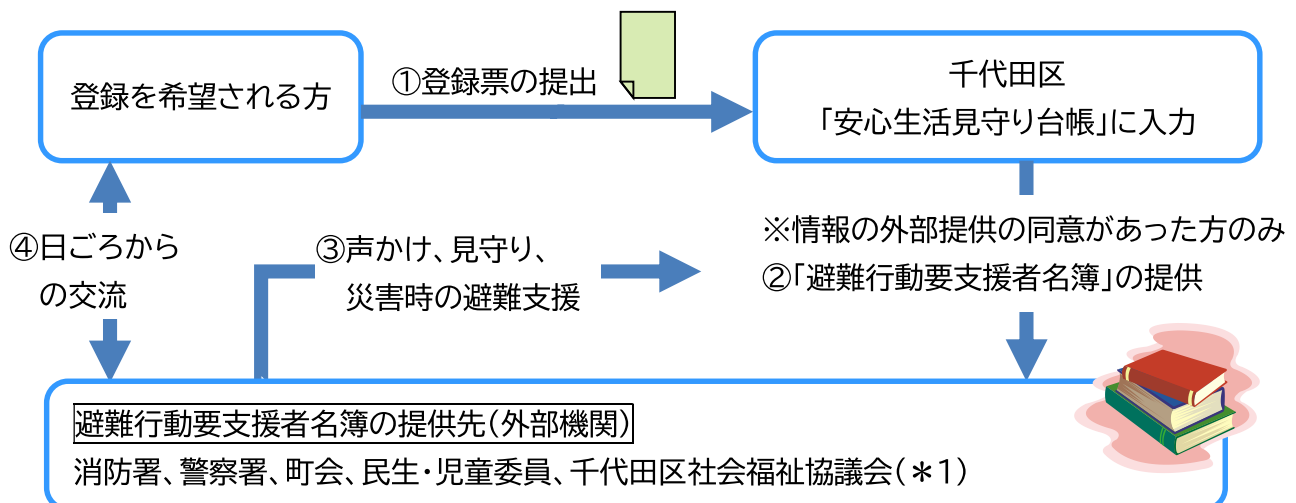 登録を希望される方
①登録票の提出
千代田区
「安心生活見守り台帳」に入力
※情報の外部提供の同意があった方のみ
②「避難行動要支援者名簿」の提供
③声かけ、見守り、
災害時の避難支援
④日ごろから
の交流
避難行動要支援者名簿の提供先(外部機関)
消防署、警察署、町会、民生・児童委員、千代田区社会福祉協議会(*1)